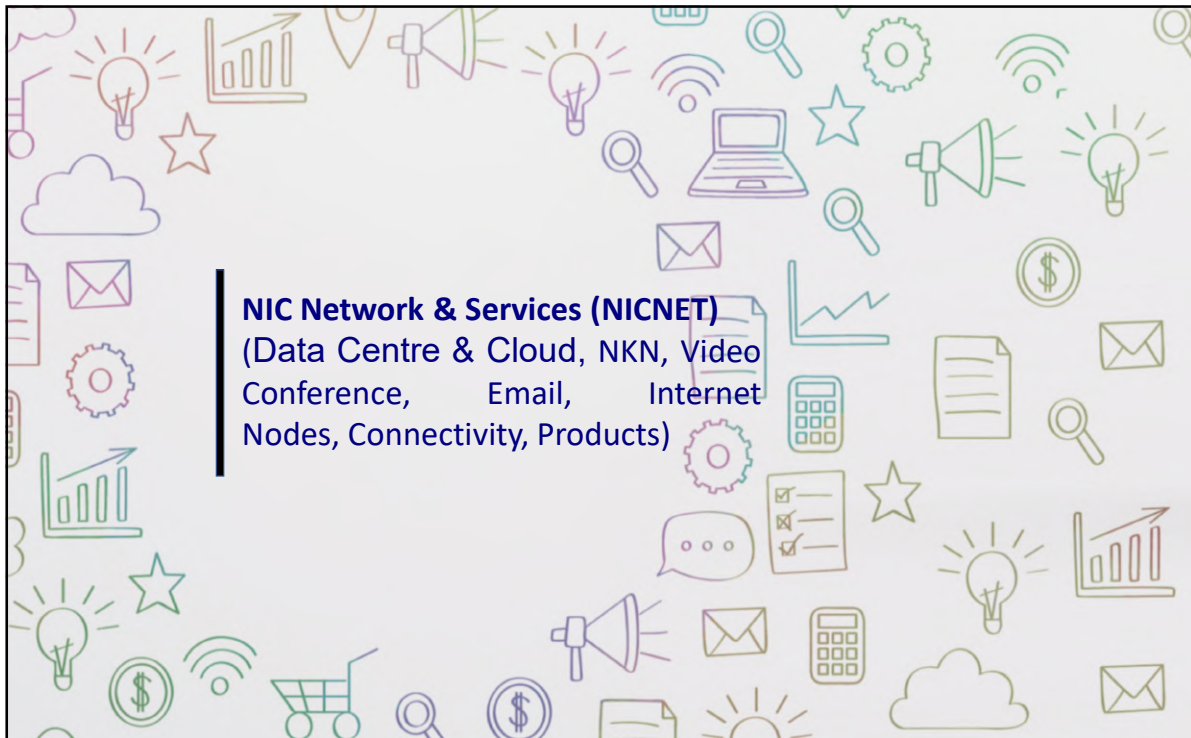 NIC Network & Services (NICNET)
(Data Centre & Cloud, NKN, Video
Conference, Email, Internet
Nodes, Connectivity, Products)